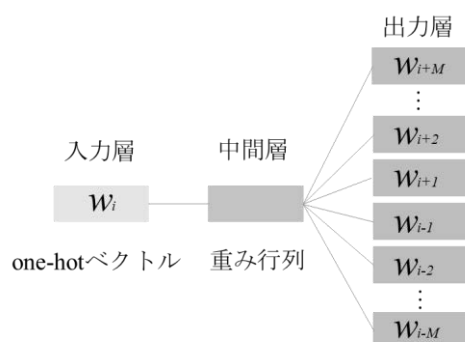 出力層
w_{i+M}
⋮
w_{i+2}
入力層
中間層
w_{i+1}
w_i
w_{i-1}
one-hotベクトル
重み行列
w_{i-2}
⋮
w_{i-M}